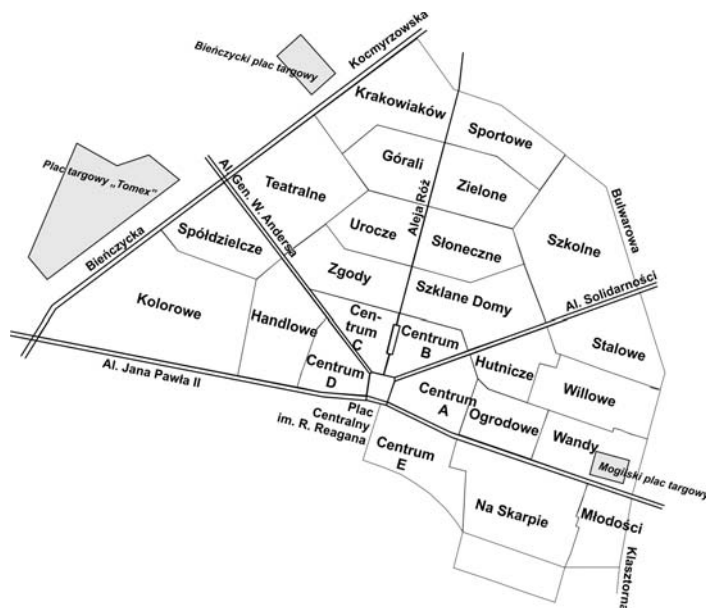 Bieńczycki plac targowy
Kocmyrzowska
Krakowiaków
Sportowe
Plac targowy „Tomex”
Al. Gen. W. Andersa
Górali
Teatralne
Zielone
Aleja Róż
Bulwarowa
Bieńczycka
Spółdzielcze
Urocze
Słoneczne
Szkolne
Zgody
Szklane Domy
Al. Solidarności
Kolorowe
Handlowe
Cen-
trum
C
Centrum
B
Stalowe
Al. Jana Pawła II
Centrum
D
Hutnicze
Willowe
Plac
Centralny
im. R. Reagana
Centrum
A
Ogrodowe
Wandy
Centrum
E
Mogilski plac targowy
Na Skarpie
Młodości
Klasztorna